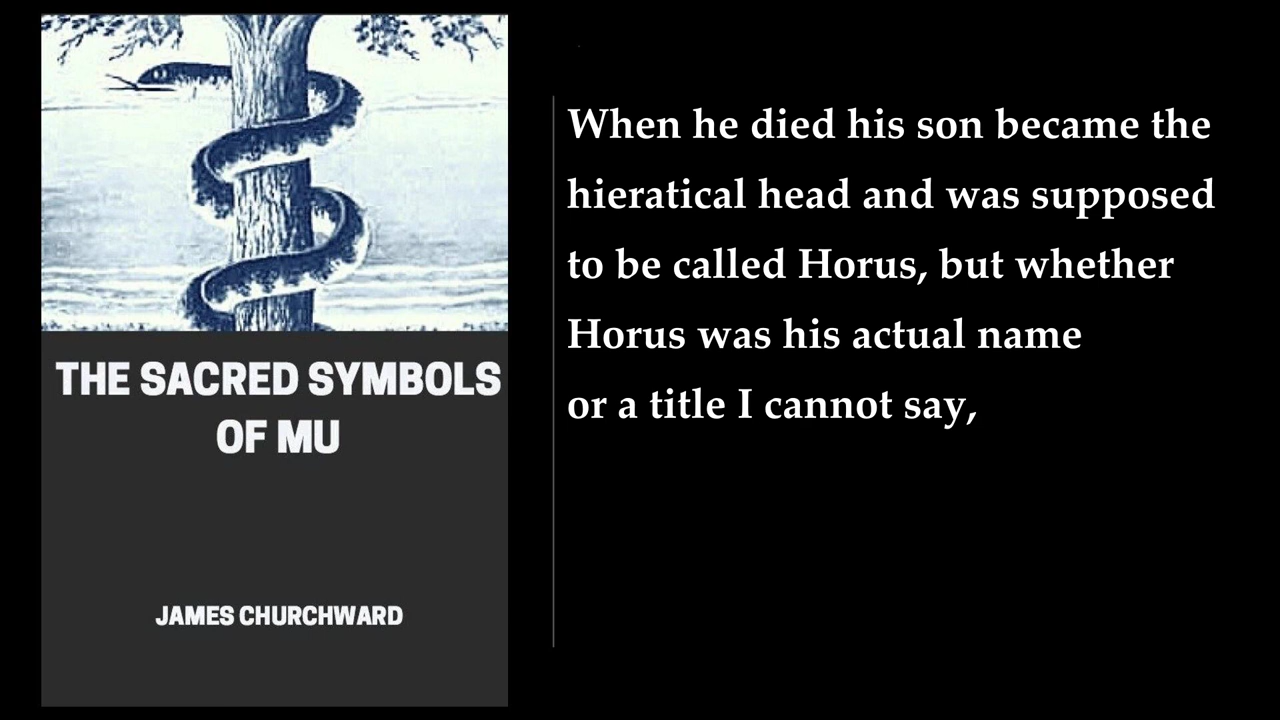 THE SACRED SYMBOLS
OF MU
JAMES CHURCHWARD
When he died his son became the
hieratical head and was supposed
to be called Horus, but whether
Horus was his actual name
or a title I cannot say,